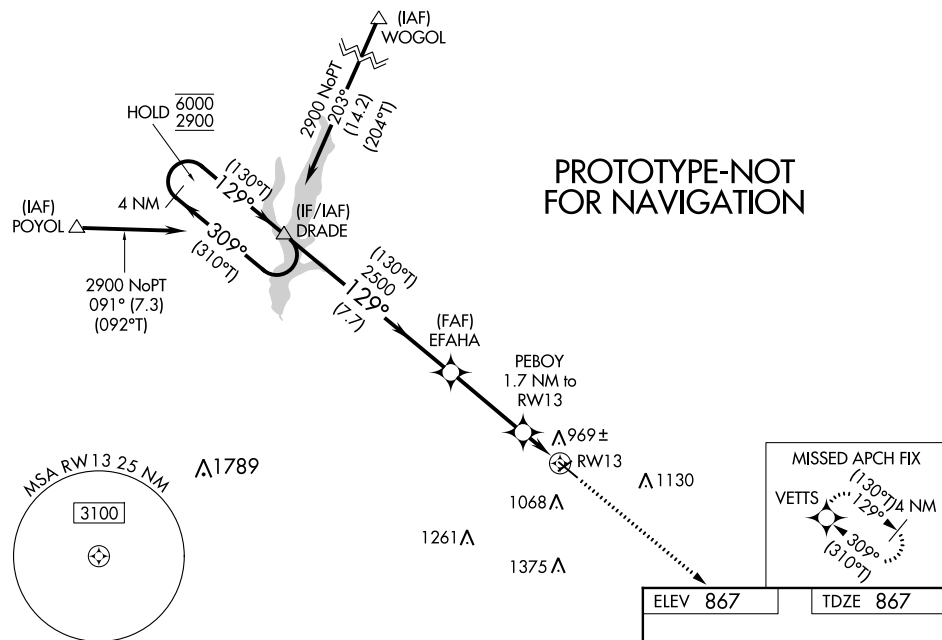 (IAF)
WOGOL
2900 NoPT
203°
(14.2)
(204°T)
HOLD
6000
2900
PROTOTYPE-NOT
FOR NAVIGATION
(130°T)
129°
4 NM
(IAF)
POYOL
(IF/IAF)
DRADE
309°
(310°T)
2900 NoPT
091° (7.3)
(092°T)
(130°T)
2500
129°
(7.7)
(FAF)
EFAHA
PEBOY
1.7 NM to
RW13
969±
RW13
MSA RW13 25 NM
3100
1789
1130
1068
1261
1375
MISSED APCH FIX
VETTS
(130°T)
129°
4 NM
309°
(310°T)
ELEV 867
TDZE 867